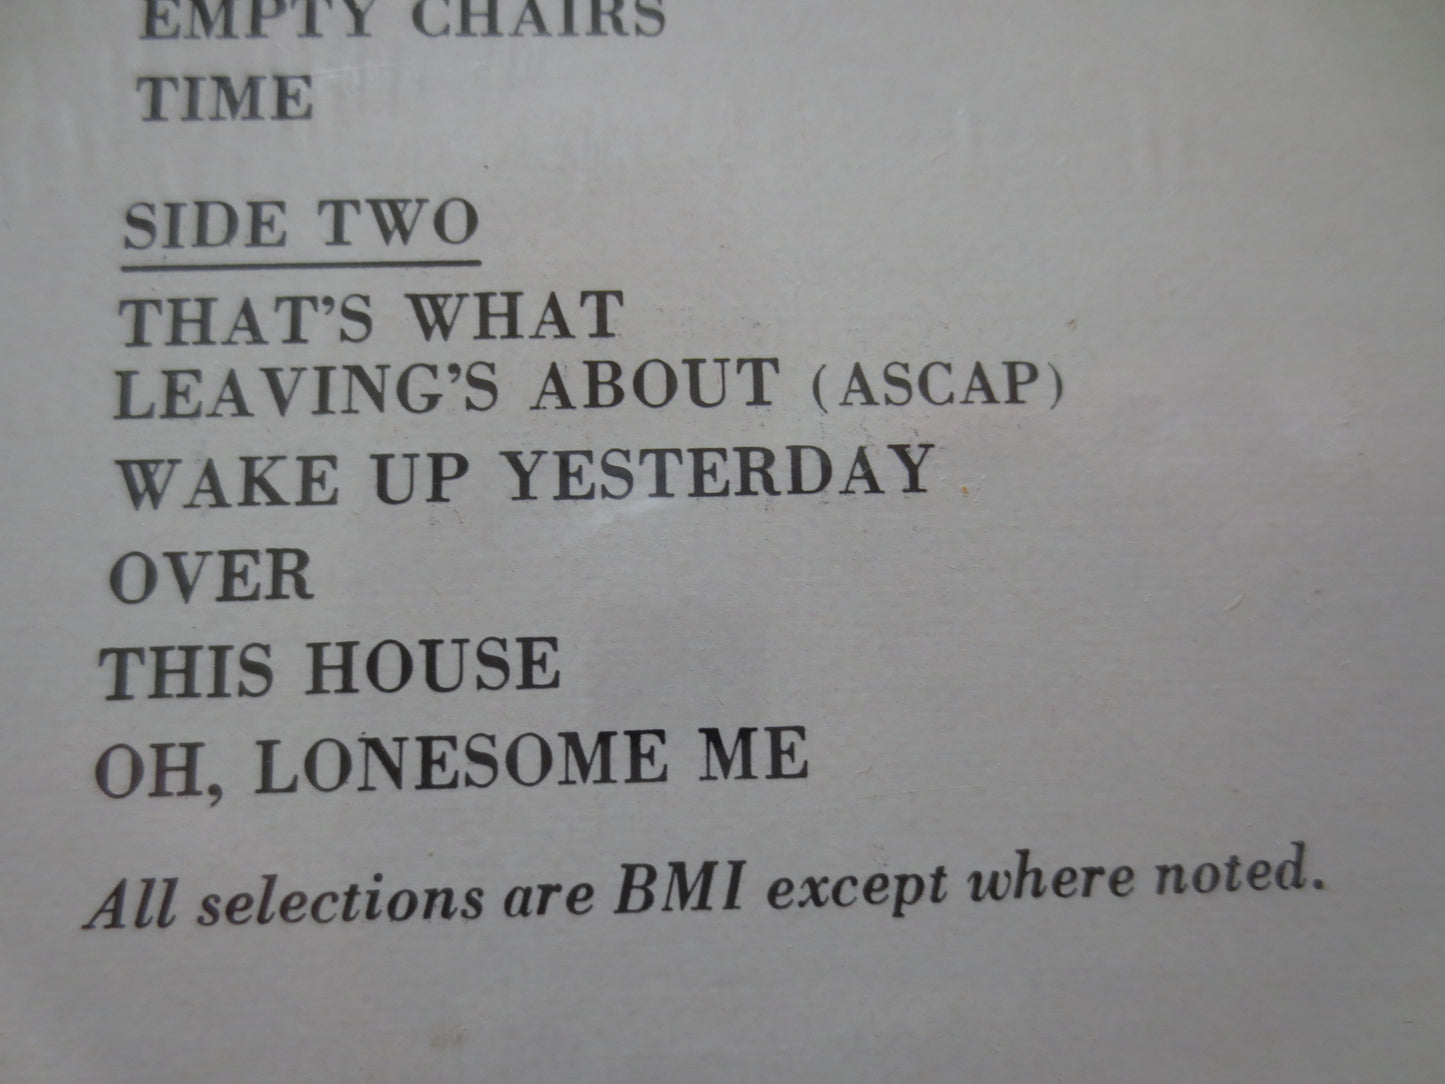 EMPTY CHAIRS
TIME
SIDE TWO
THAT'S WHAT
LEAVING'S ABOUT (ASCAP)
WAKE UP YESTERDAY
OVER
THIS HOUSE
OH, LONESOME ME
All selections are BMI except where noted.